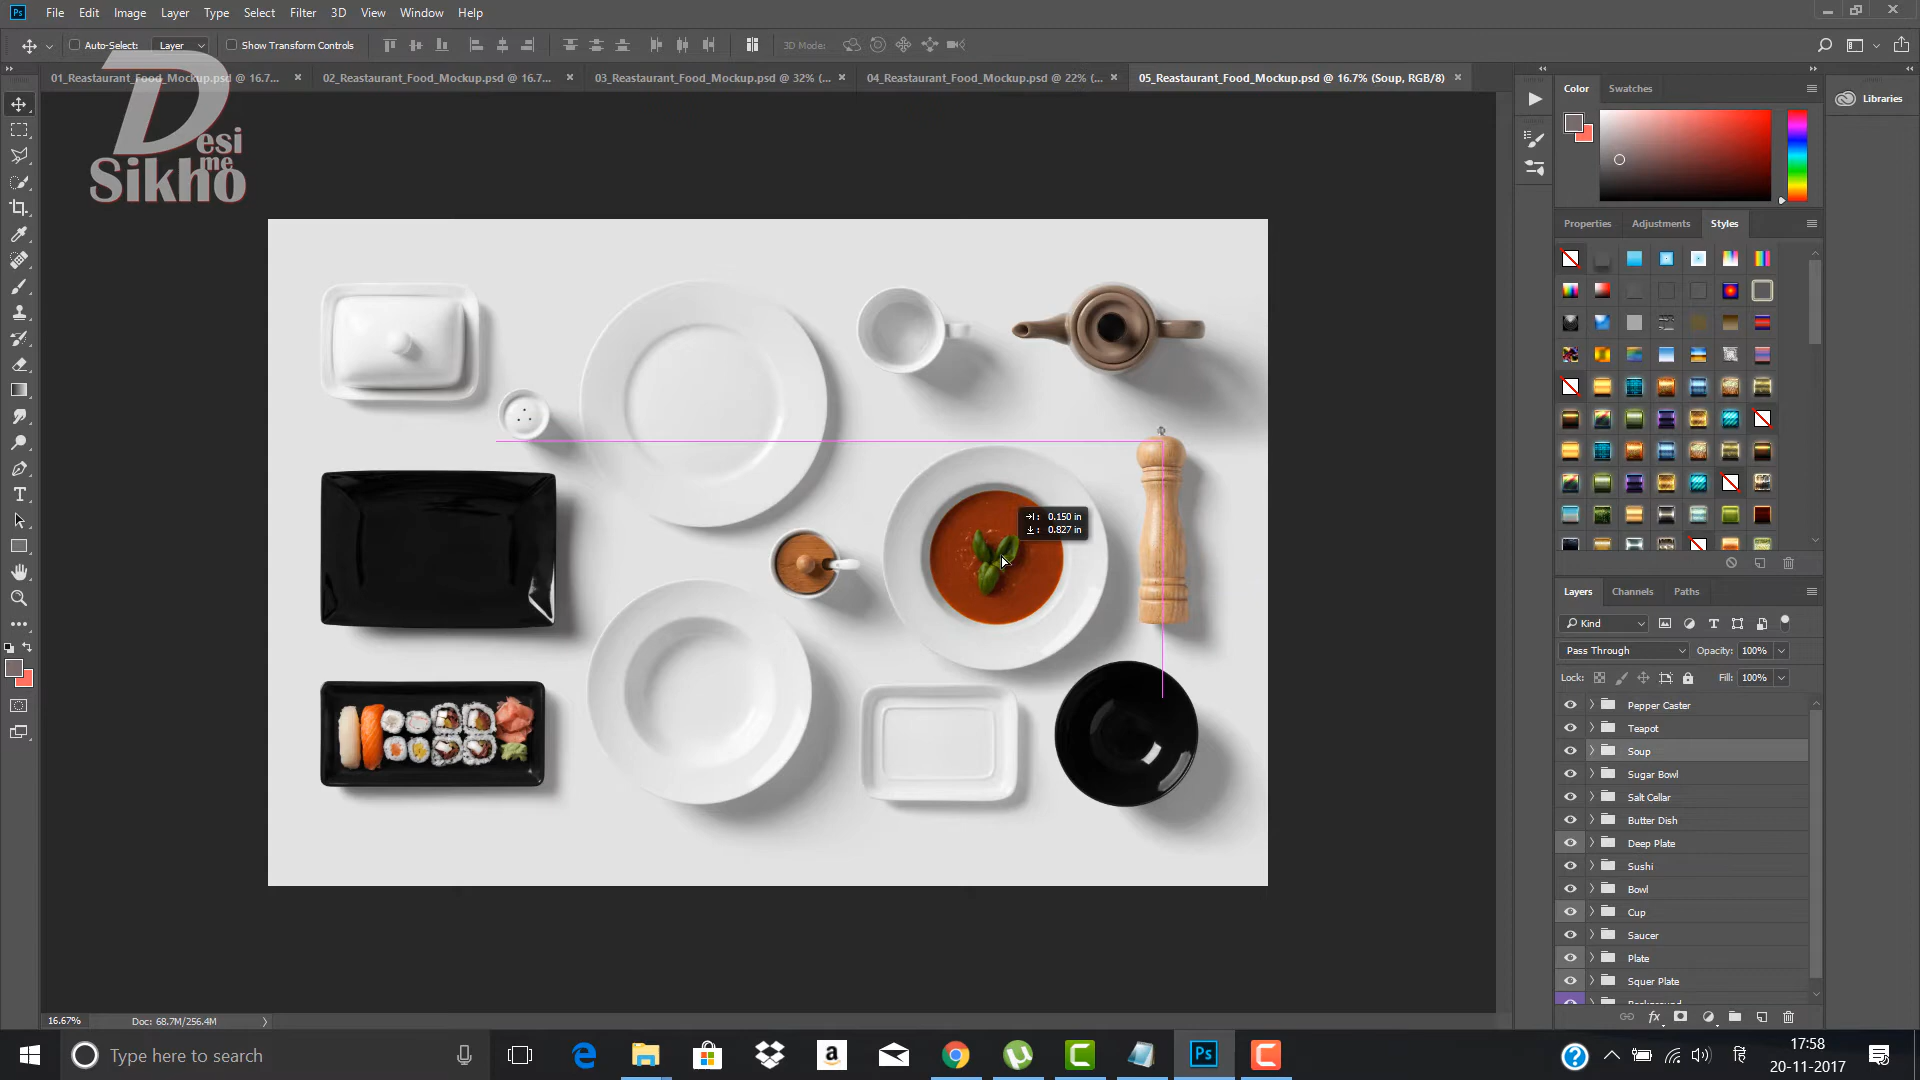 Ps File Edit Image Layer Type Select Filter 3D View Window Help
Auto-Select: Layer Show Transform Controls 3D Mode:
01_Reastaurant_Food_Mockup.psd @ 16.7... 02_Reastaurant_Food_Mockup.psd @ 16.7... 03_Reastaurant_Food_Mockup.psd @ 32% (... 04_Reastaurant_Food_Mockup.psd @ 22% (... 05_Reastaurant_Food_Mockup.psd @ 16.7% (Soup, RGB/8)
Desi
me
Sikho
Color Swatches
Libraries
Properties Adjustments Styles
0.150 in
0.827 in
Layers Channels Paths
Kind
Pass Through Opacity: 100%
Lock: Fill: 100%
Pepper Caster
Teapot
Soup
Sugar Bowl
Salt Cellar
Butter Dish
Deep Plate
Sushi
Bowl
Cup
Saucer
Plate
Squer Plate
Background
fx
16.67% Doc: 68.7M/256.4M
Type here to search
Ps
हि
17:58
20-11-2017